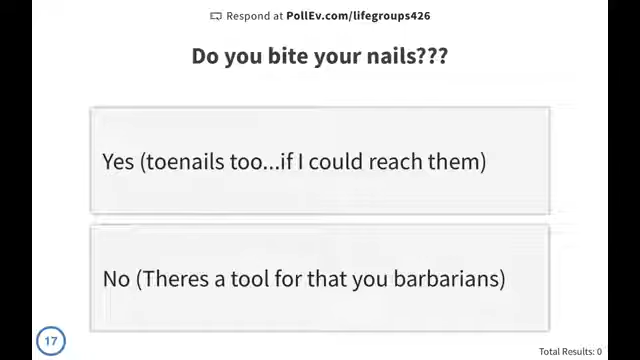 Respond at PollEv.com/lifegroups426
Do you bite your nails???
Yes (toenails too...if I could reach them)
No (Theres a tool for that you barbarians)
17
Total Results: 0